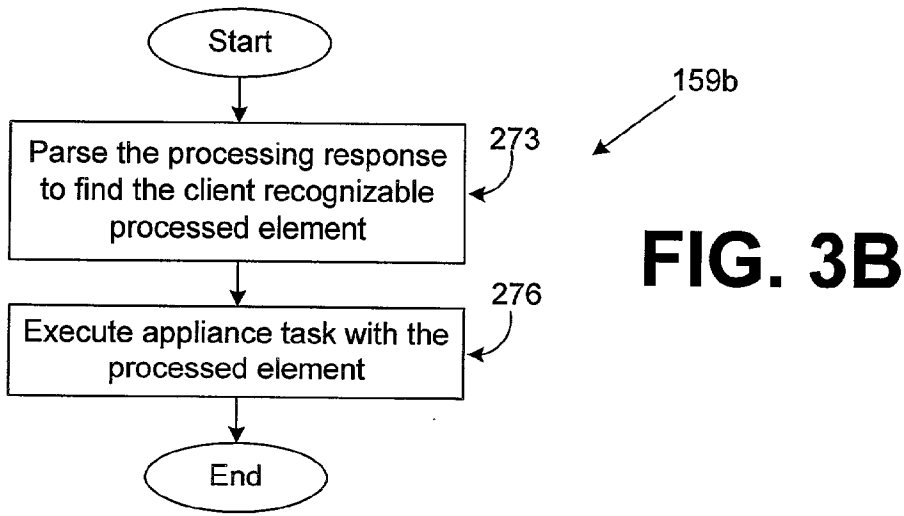 Start
159b
Parse the processing response
to find the client recognizable
processed element
273
FIG. 3B
276
Execute appliance task with the
processed element
End